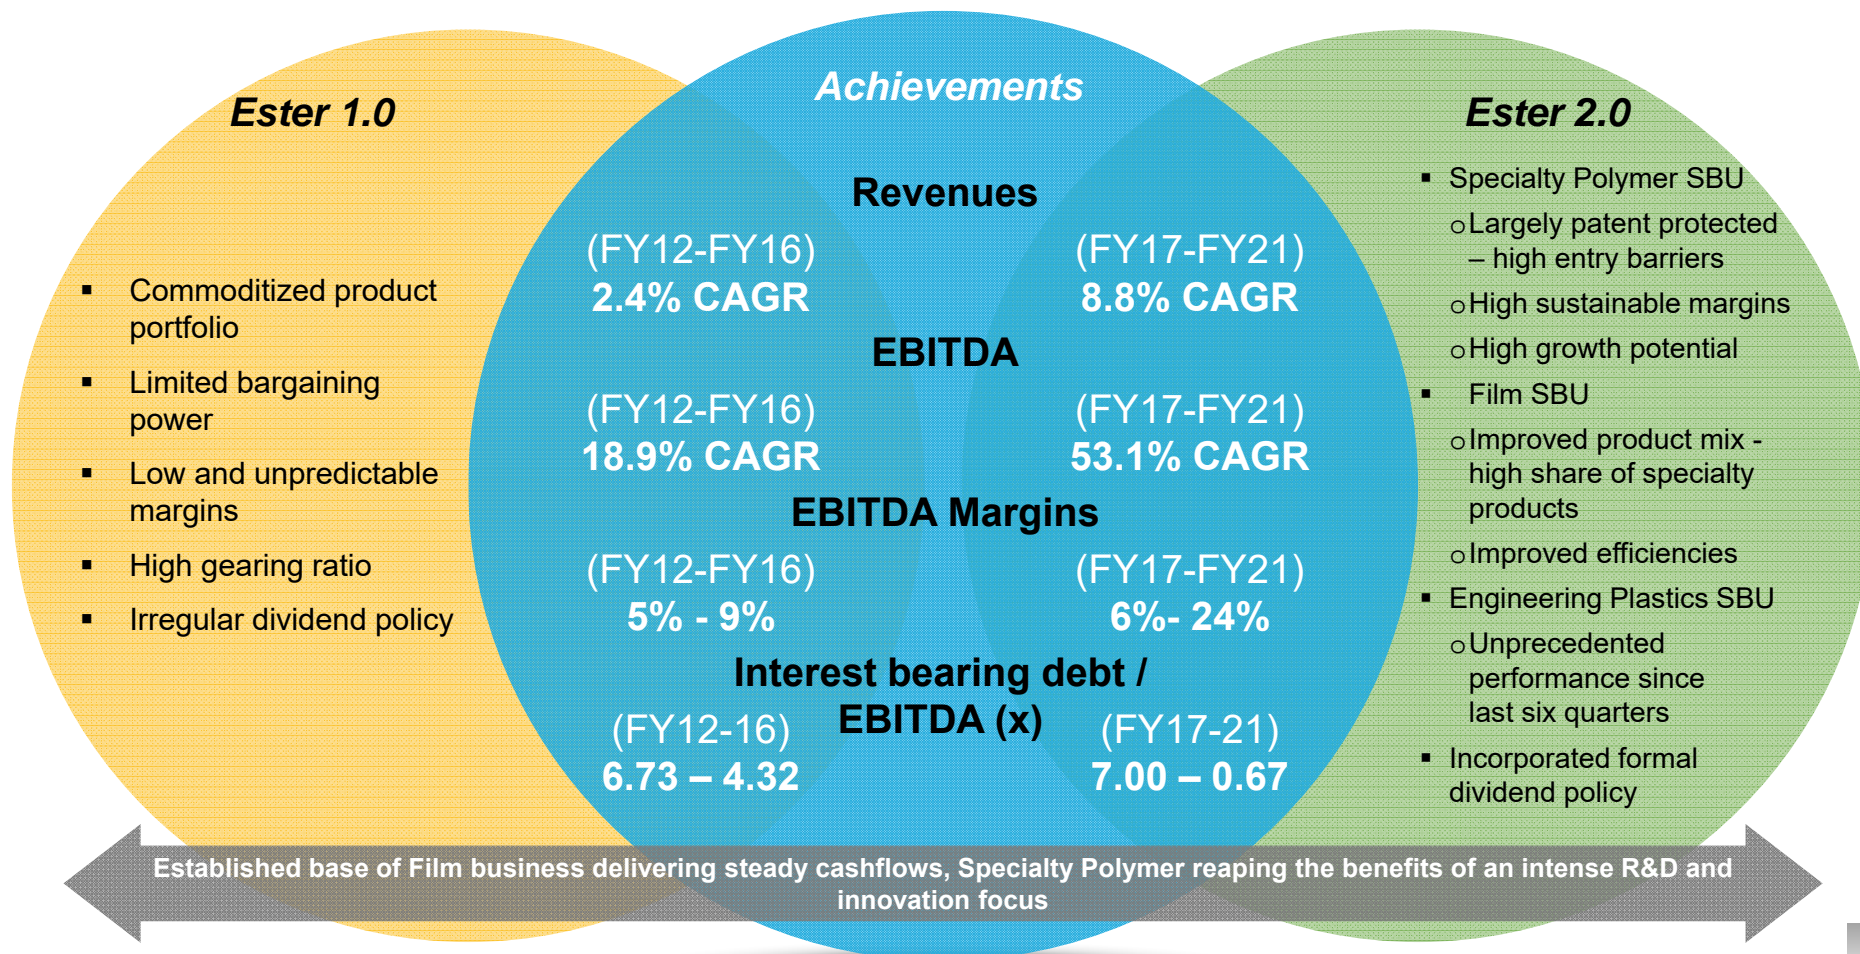 Ester 1.0
▪ Commoditized product
portfolio
▪ Limited bargaining
power
▪ Low and unpredictable
margins
▪ High gearing ratio
▪ Irregular dividend policy
Achievements
Revenues
(FY12-FY16) (FY17-FY21)
2.4% CAGR 8.8% CAGR
EBITDA
(FY12-FY16) (FY17-FY21)
18.9% CAGR 53.1% CAGR
EBITDA Margins
(FY12-FY16) (FY17-FY21)
5% - 9% 6%- 24%
Interest bearing debt /
EBITDA (x)
(FY12-16) (FY17-21)
6.73 – 4.32 7.00 – 0.67
Ester 2.0
▪ Specialty Polymer SBU
o Largely patent protected
– high entry barriers
o High sustainable margins
o High growth potential
▪ Film SBU
o Improved product mix -
high share of specialty
products
o Improved efficiencies
▪ Engineering Plastics SBU
o Unprecedented
performance since
last six quarters
▪ Incorporated formal
dividend policy
Established base of Film business delivering steady cashflows, Specialty Polymer reaping the benefits of an intense R&D and
innovation focus